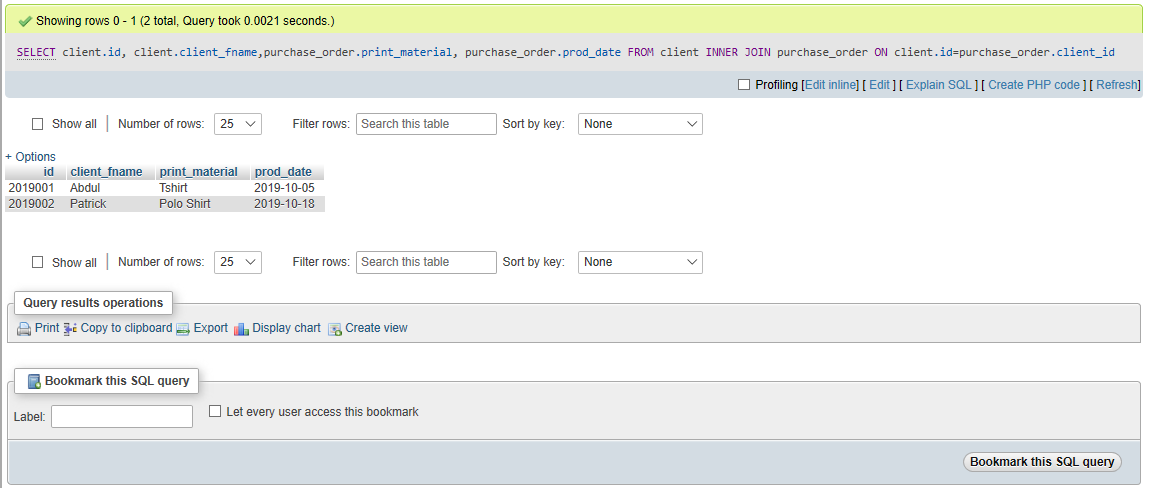 Showing rows 0 - 1 (2 total, Query took 0.0021 seconds.)
SELECT client.id, client.client_fname,purchase_order.print_material, purchase_order.prod_date FROM client INNER JOIN purchase_order ON client.id=purchase_order.client_id
Profiling [Edit inline] [ Edit ] [ Explain SQL ] [ Create PHP code ] [ Refresh]
Show all Number of rows: 25 Filter rows: Search this table Sort by key: None
+ Options
id client_fname print_material prod_date
2019001 Abdul Tshirt 2019-10-05
2019002 Patrick Polo Shirt 2019-10-18
Show all Number of rows: 25 Filter rows: Search this table Sort by key: None
Query results operations
Print Copy to clipboard Export Display chart Create view
Bookmark this SQL query
Label: Let every user access this bookmark
Bookmark this SQL query